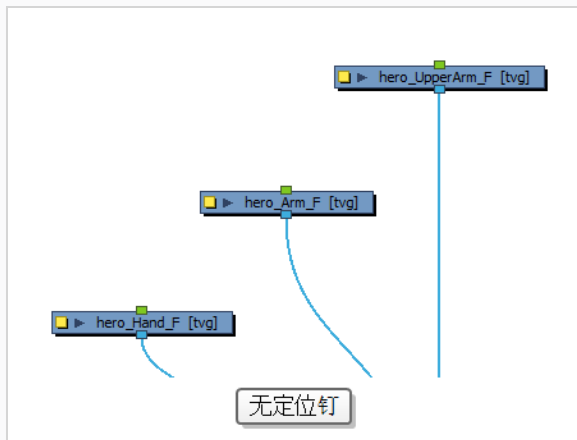 hero_UpperArm_F [tvg]
hero_Arm_F [tvg]
hero_Hand_F [tvg]
无定位钉